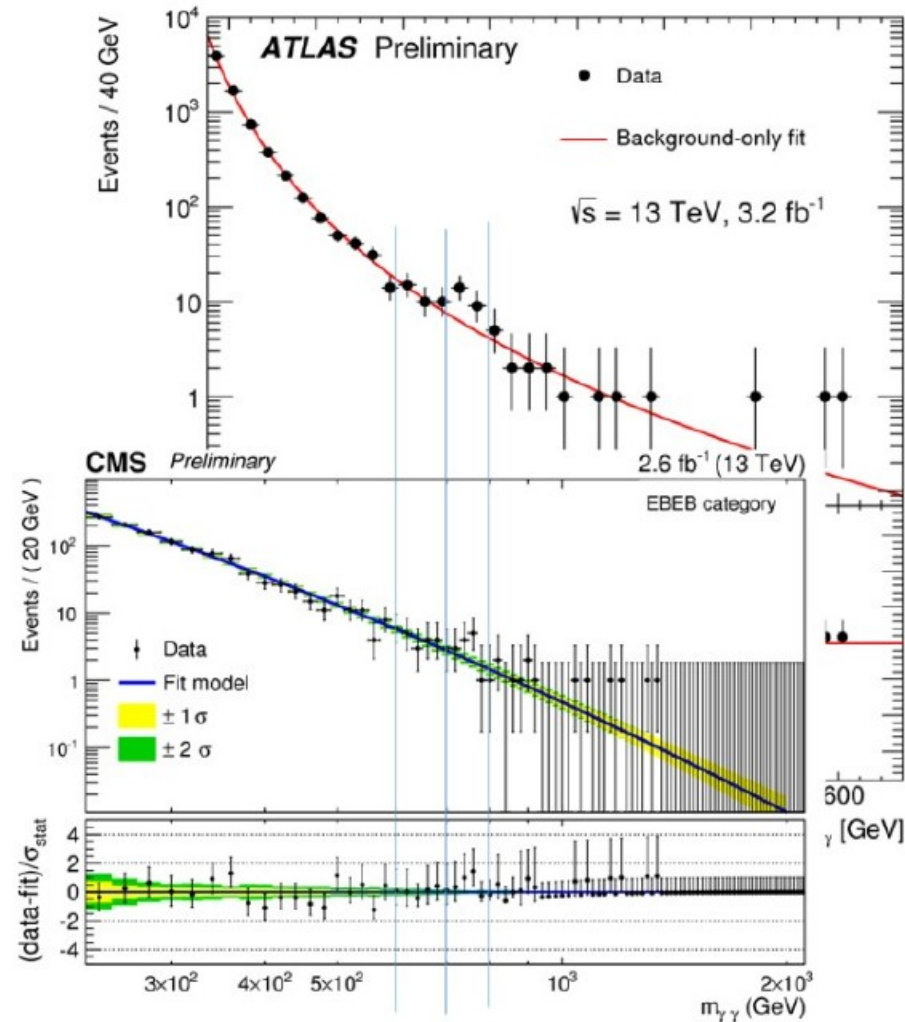 ATLAS Preliminary
Data
Background-only fit
√s = 13 TeV, 3.2 fb⁻¹
Events / 40 GeV
10⁴
10³
10²
10
1
CMS Preliminary
2.6 fb⁻¹ (13 TeV)
EBEB category
Events / ( 20 GeV )
10²
10
1
10⁻¹
Data
Fit model
± 1 σ
± 2 σ
600
γ [GeV]
(data-fit)/σstat
4
2
0
-2
-4
3×10² 4×10² 5×10² 10³ 2×10³
mγγ (GeV)